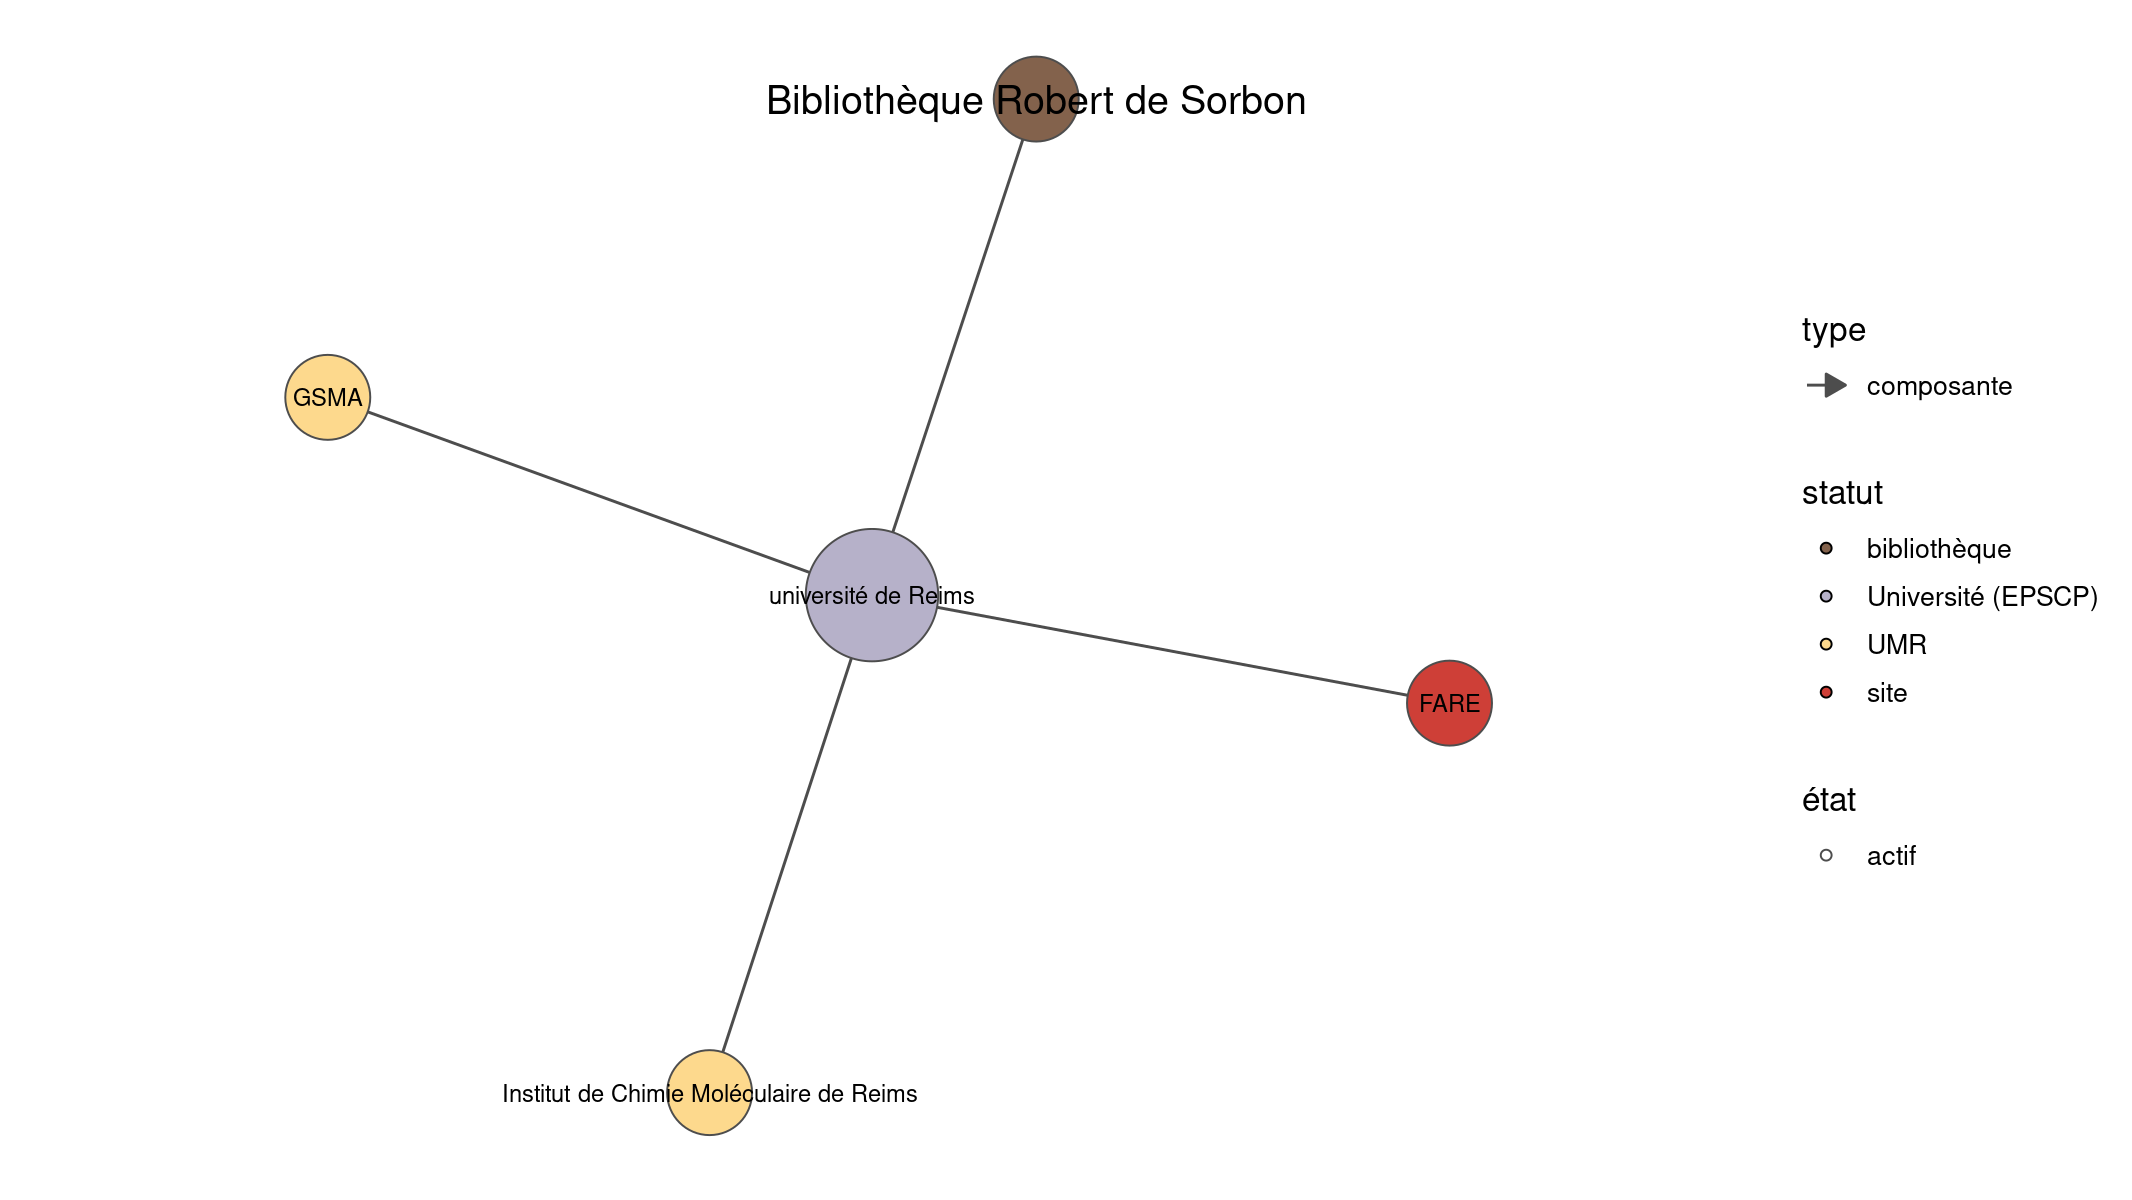 Bibliothèque Robert de Sorbon
GSMA
université de Reims
FARE
Institut de Chimie Moléculaire de Reims
type
composante
statut
bibliothèque
Université (EPSCP)
UMR
site
état
actif